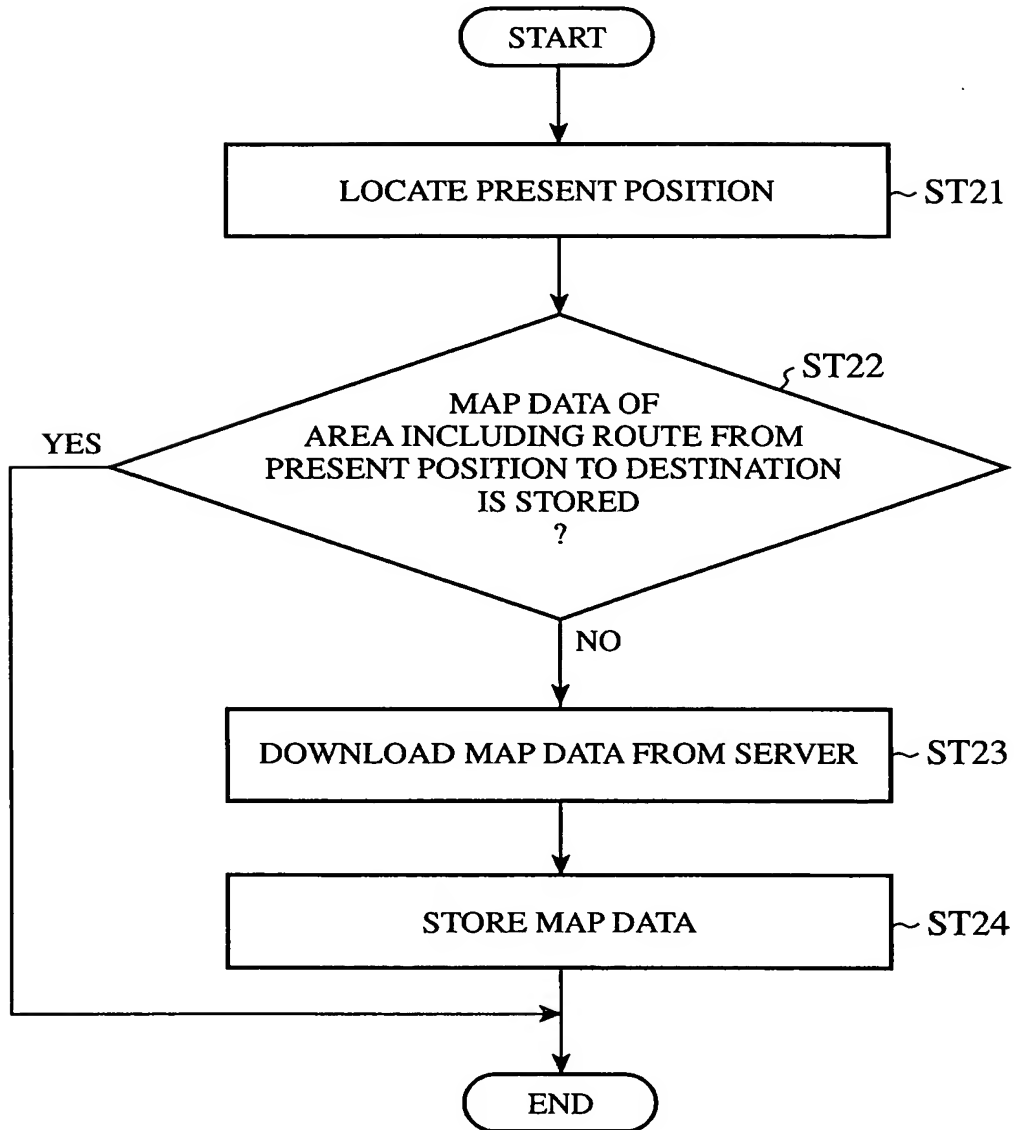 START
LOCATE PRESENT POSITION
~ ST21
ST22
MAP DATA OF
AREA INCLUDING ROUTE FROM
PRESENT POSITION TO DESTINATION
IS STORED
?
YES
NO
DOWNLOAD MAP DATA FROM SERVER
~ ST23
STORE MAP DATA
~ ST24
END